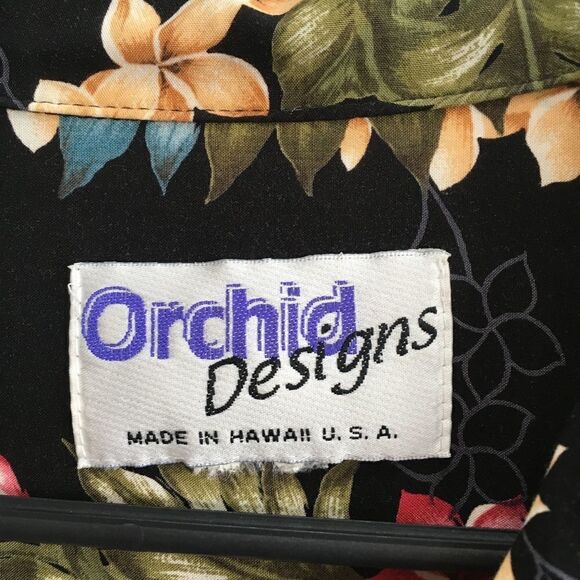 Orchid
Designs
MADE IN HAWAII U. S. A.